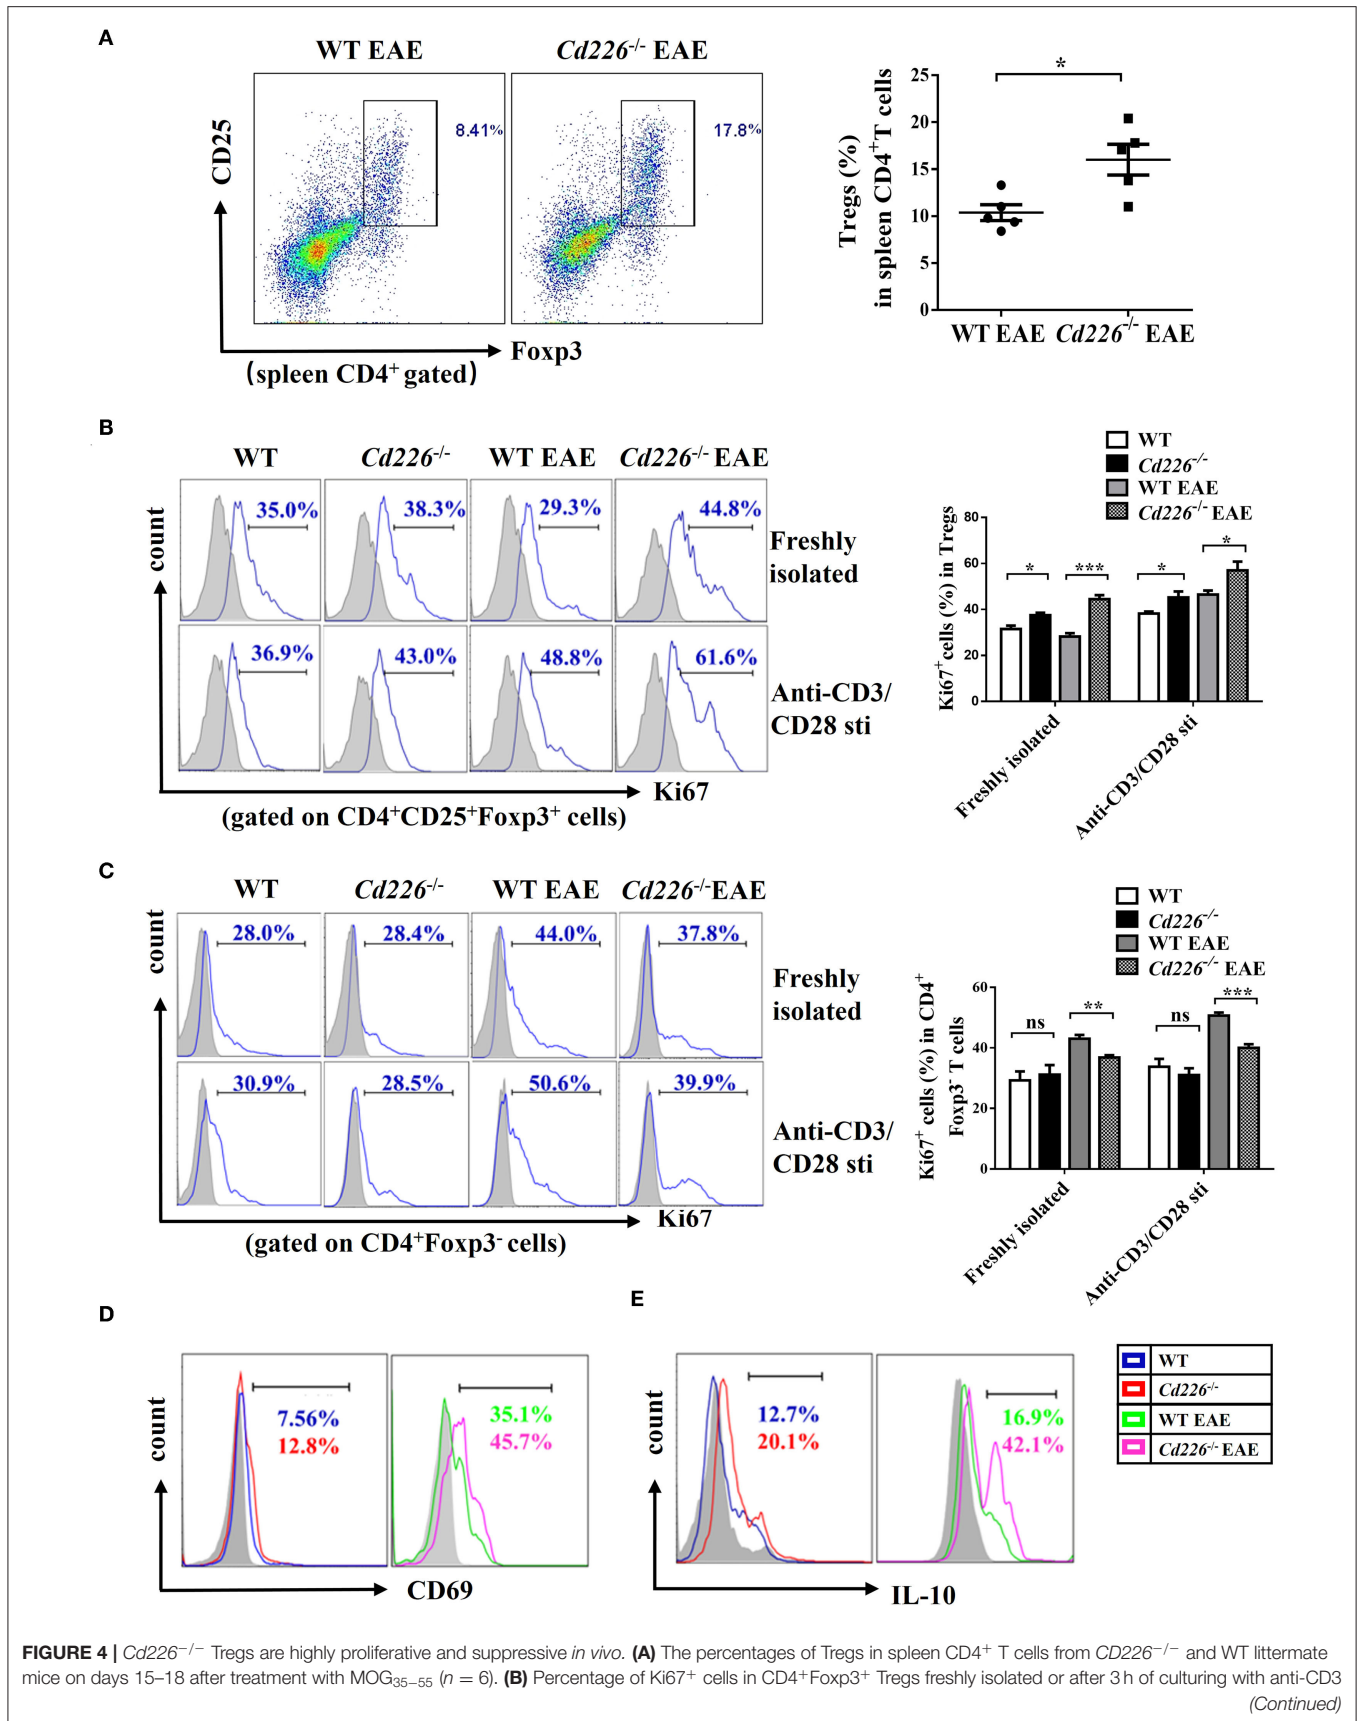 A
WT EAE
Cd226-/- EAE
CD25
8.41%
17.8%
Foxp3
(spleen CD4+ gated)
Tregs (%)
in spleen CD4+T cells
25
20
15
10
5
0
*
WT EAE
Cd226-/- EAE
B
WT
Cd226-/-
WT EAE
Cd226-/- EAE
count
35.0%
38.3%
29.3%
44.8%
Freshly
isolated
36.9%
43.0%
48.8%
61.6%
Anti-CD3/
CD28 sti
Ki67
(gated on CD4+CD25+Foxp3+ cells)
WT
Cd226-/-
WT EAE
Cd226-/- EAE
Ki67+cells (%) in Tregs
80
60
40
20
0
*
***
*
*
Freshly isolated
Anti-CD3/CD28 sti
C
WT
Cd226-/-
WT EAE
Cd226-/-EAE
count
28.0%
28.4%
44.0%
37.8%
Freshly
isolated
30.9%
28.5%
50.6%
39.9%
Anti-CD3/
CD28 sti
Ki67
(gated on CD4+Foxp3- cells)
WT
Cd226-/-
WT EAE
Cd226-/- EAE
Ki67+ cells (%) in CD4+
Foxp3- T cells
60
40
20
0
ns
**
ns
***
Freshly isolated
Anti-CD3/CD28 sti
D
count
7.56%
12.8%
35.1%
45.7%
CD69
E
count
12.7%
20.1%
16.9%
42.1%
IL-10
WT
Cd226-/-
WT EAE
Cd226-/- EAE
FIGURE 4 | Cd226−/− Tregs are highly proliferative and suppressive in vivo. (A) The percentages of Tregs in spleen CD4+ T cells from CD226−/− and WT littermate
mice on days 15–18 after treatment with MOG35−55 (n = 6). (B) Percentage of Ki67+ cells in CD4+Foxp3+ Tregs freshly isolated or after 3 h of culturing with anti-CD3
(Continued)